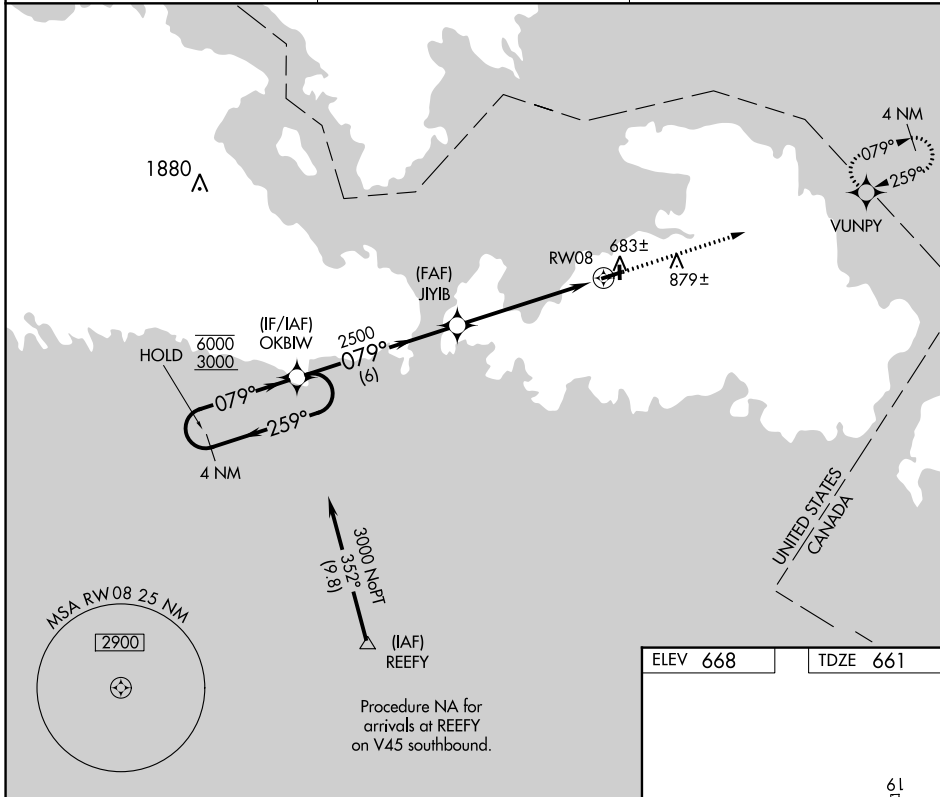 4 NM
079°
259°
VUNPY
1880
683±
RW08
879±
(FAF)
JIYIB
(IF/IAF)
OKBIW
6000
3000
HOLD
2500
079°
(6)
079°
259°
4 NM
UNITED STATES
CANADA
3000 NoPT
352°
(9.8)
MSA RW08 25 NM
2900
(IAF)
REEFY
Procedure NA for
arrivals at REEFY
on V45 southbound.
ELEV 668
TDZE 661
61